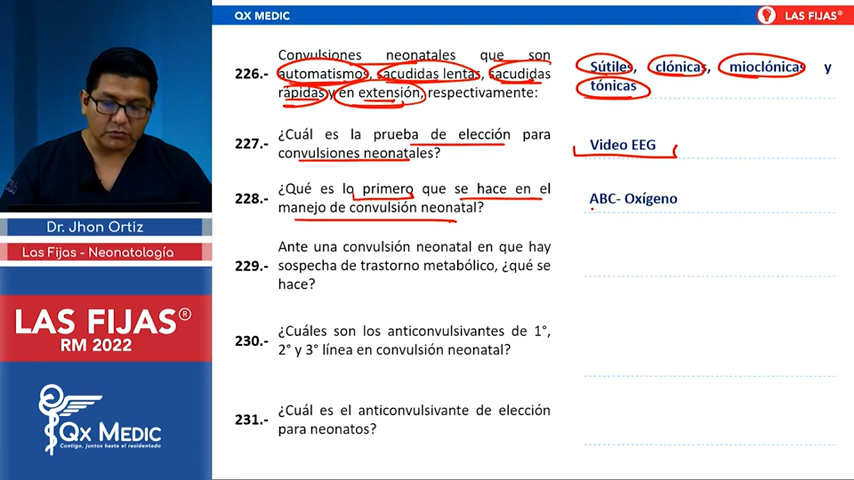 QX MEDIC
LAS FIJAS®
226.-
Convulsiones neonatales que son
automatismos, sacudidas lentas, sacudidas
rápidas y en extensión, respectivamente:
Sútiles, clónicas, mioclónicas y
tónicas
227.-
¿Cuál es la prueba de elección para
convulsiones neonatales?
Video EEG
228.-
¿Qué es lo primero que se hace en el
manejo de convulsión neonatal?
ABC- Oxígeno
229.-
Ante una convulsión neonatal en que hay
sospecha de trastorno metabólico, ¿qué se
hace?
230.-
¿Cuáles son los anticonvulsivantes de 1°,
2° y 3° línea en convulsión neonatal?
231.-
¿Cuál es el anticonvulsivante de elección
para neonatos?
Dr. Jhon Ortiz
Las Fijas - Neonatología
LAS FIJAS®
RM 2022
QX MEDIC
Contigo, juntos hasta el residentado